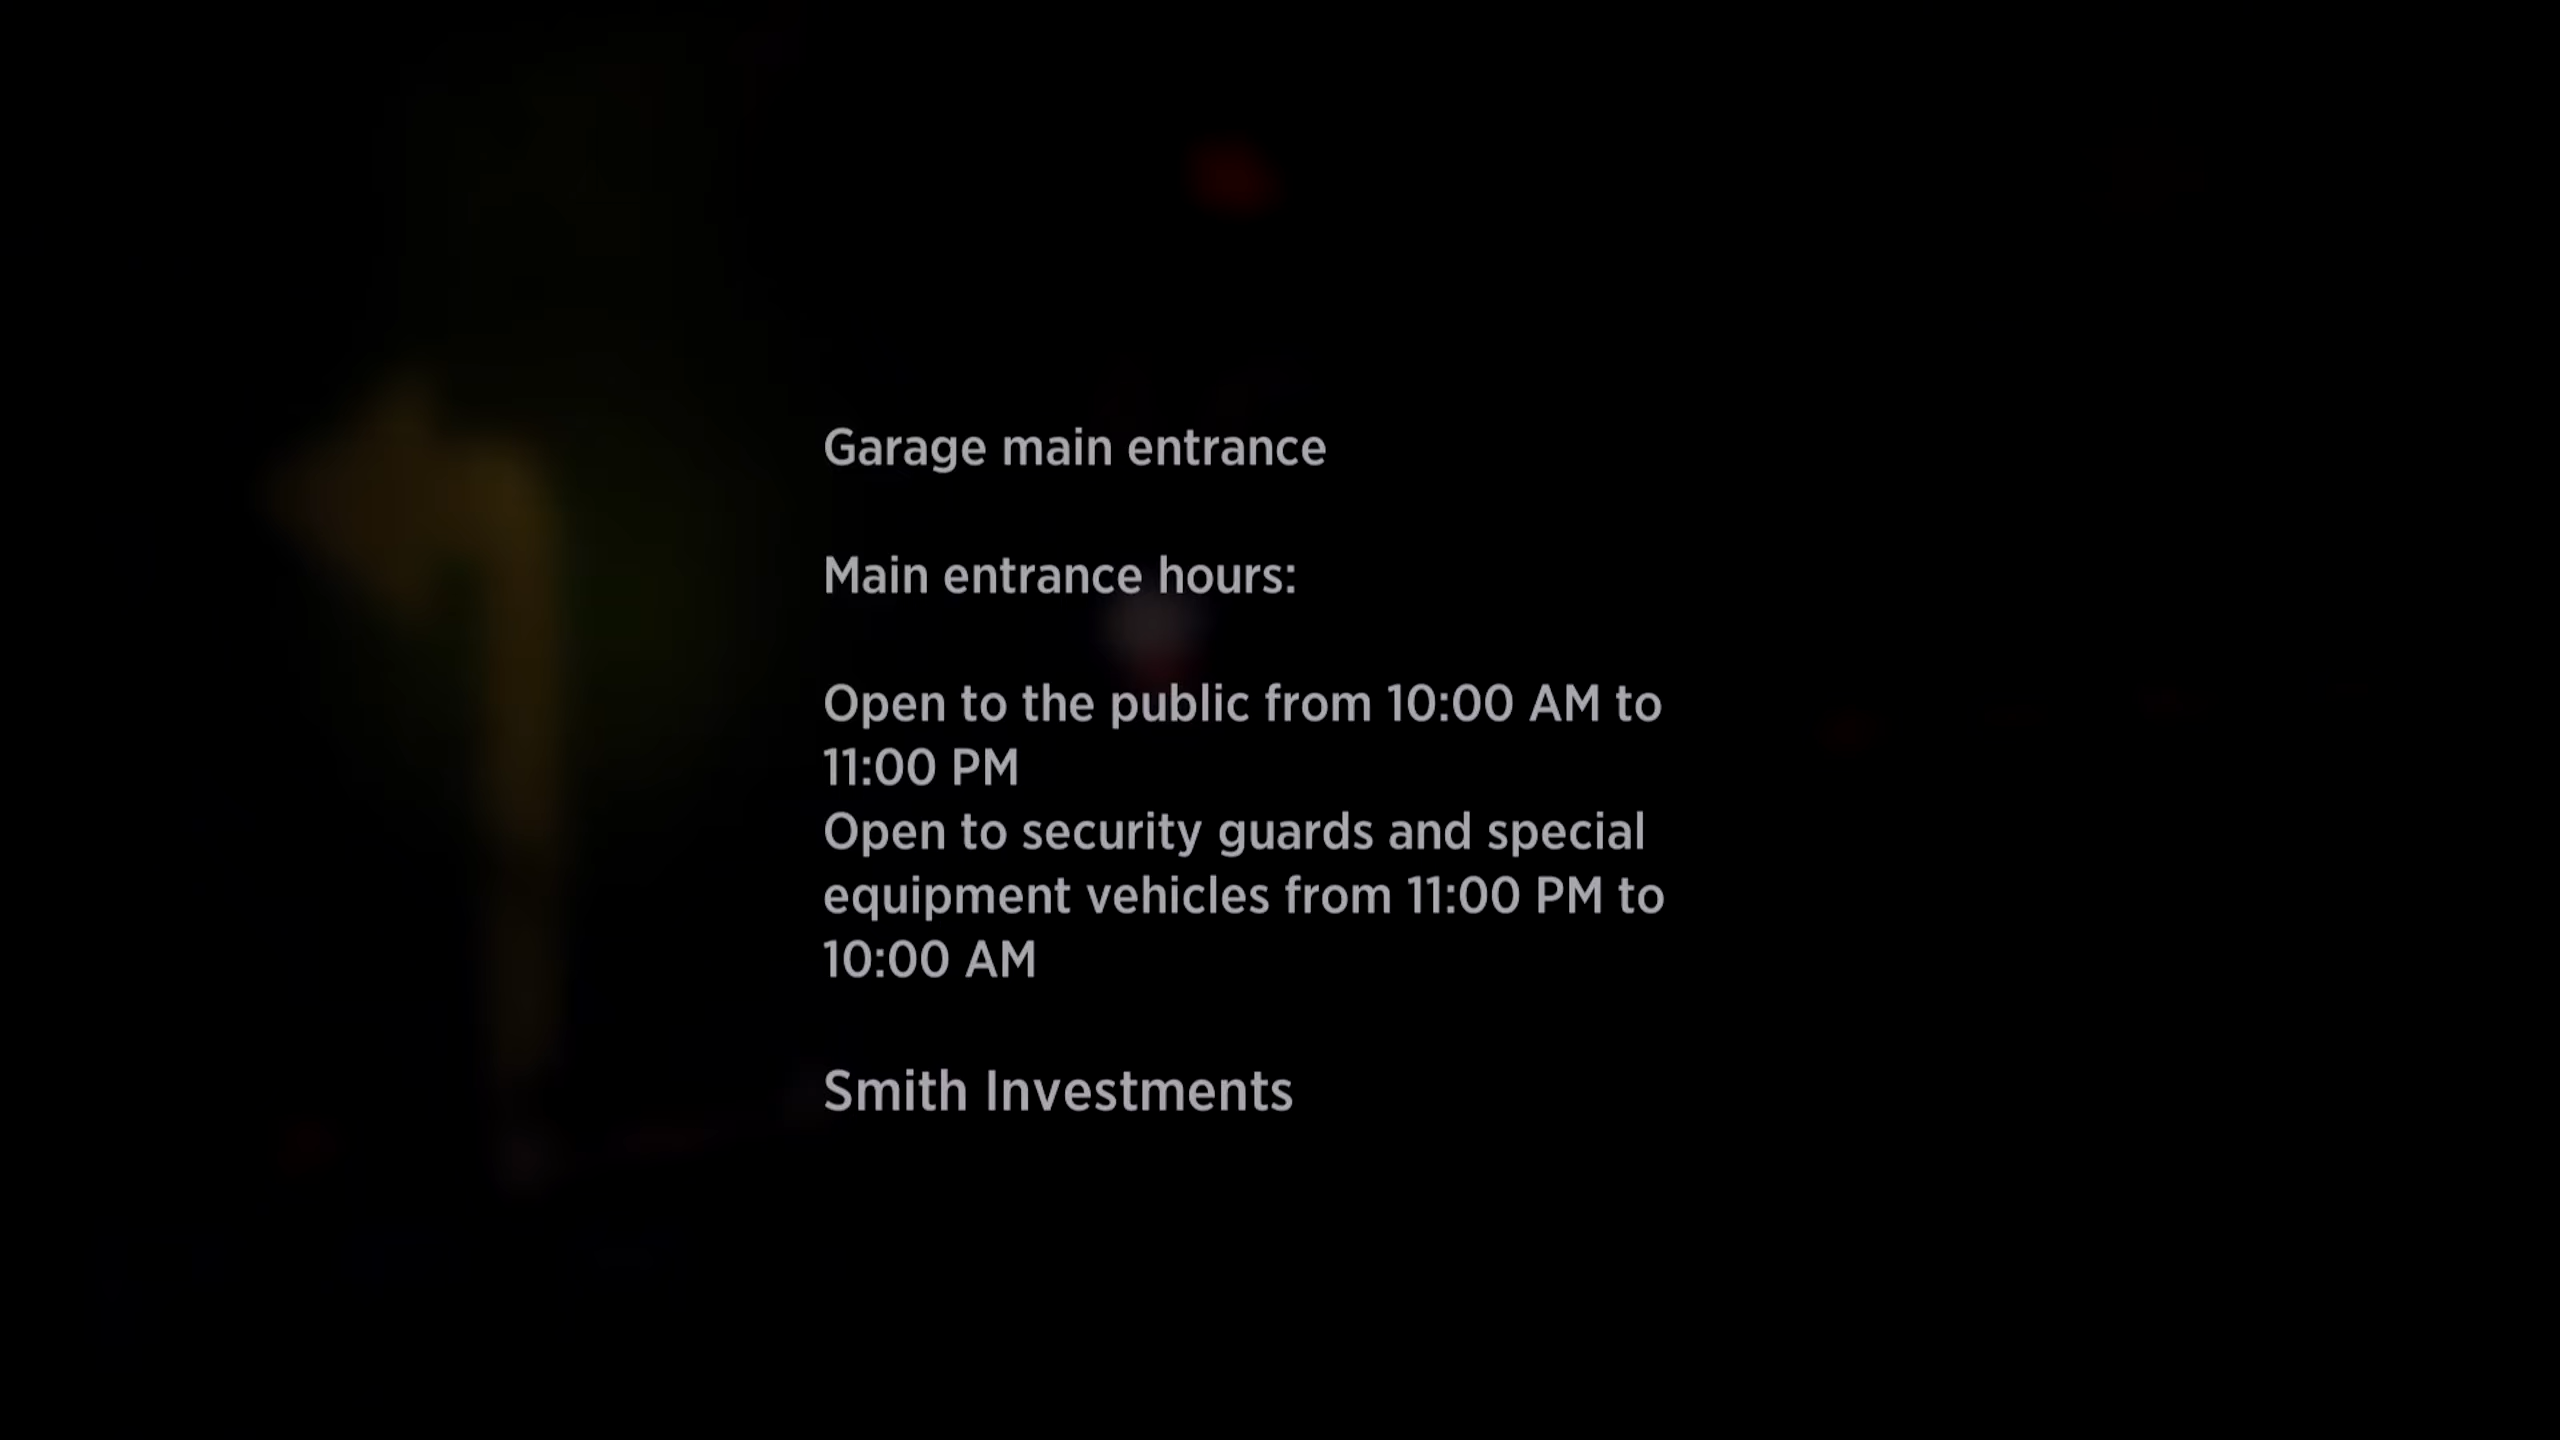 Garage main entrance
Main entrance hours:
Open to the public from 10:00 AM to
11:00 PM
Open to security guards and special
equipment vehicles from 11:00 PM to
10:00 AM
Smith Investments